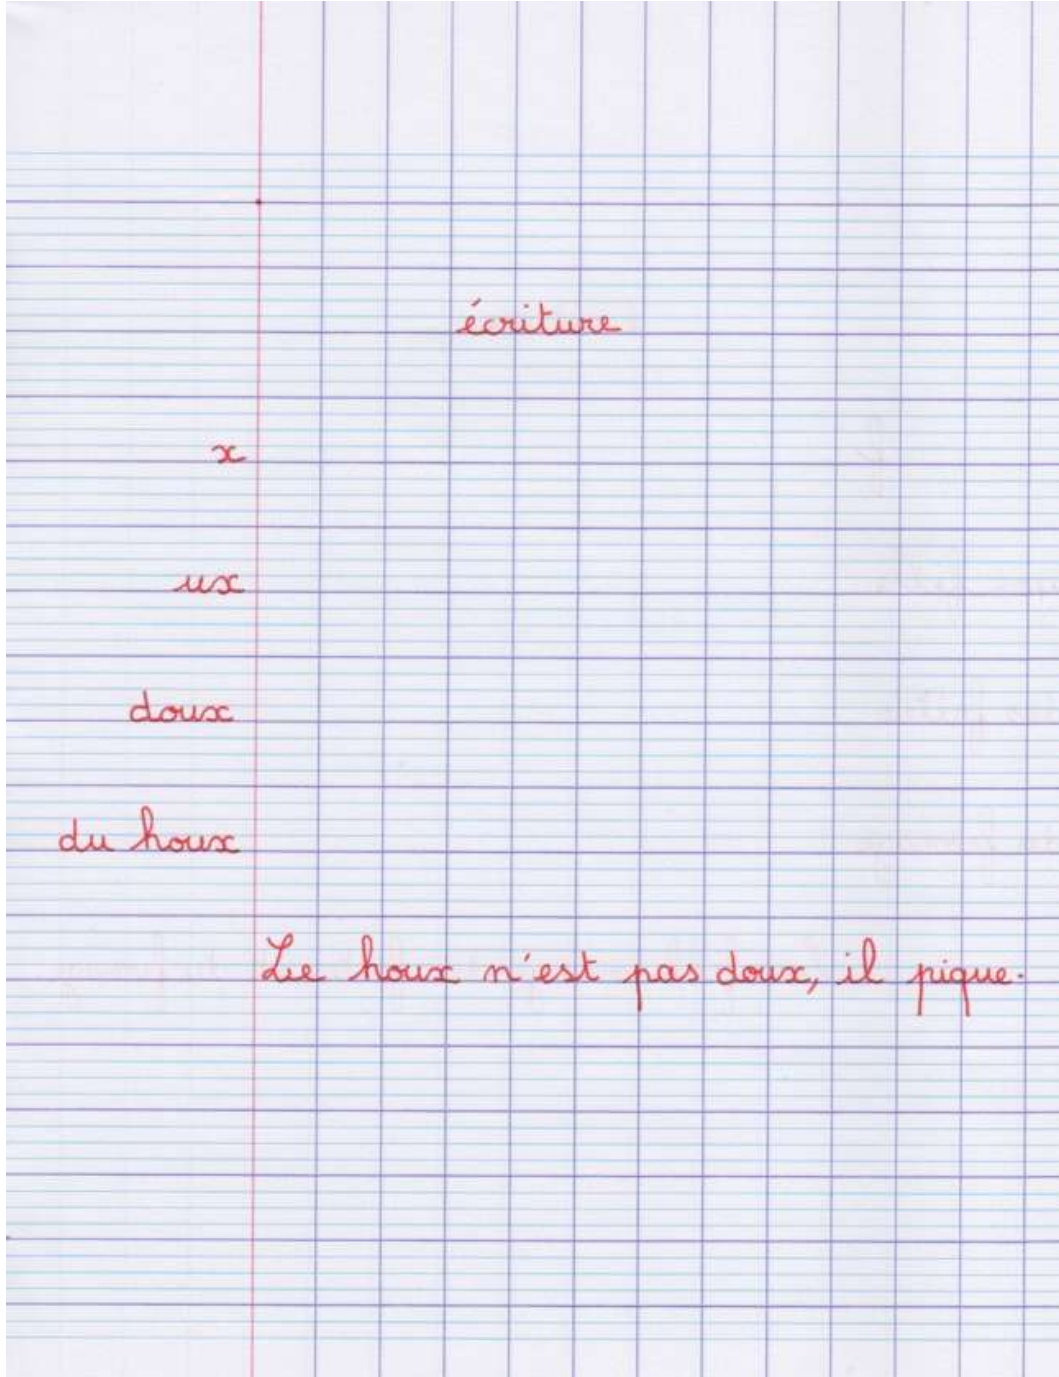 écriture
x
ux
doux
du houx
Le houx n'est pas doux, il pique.